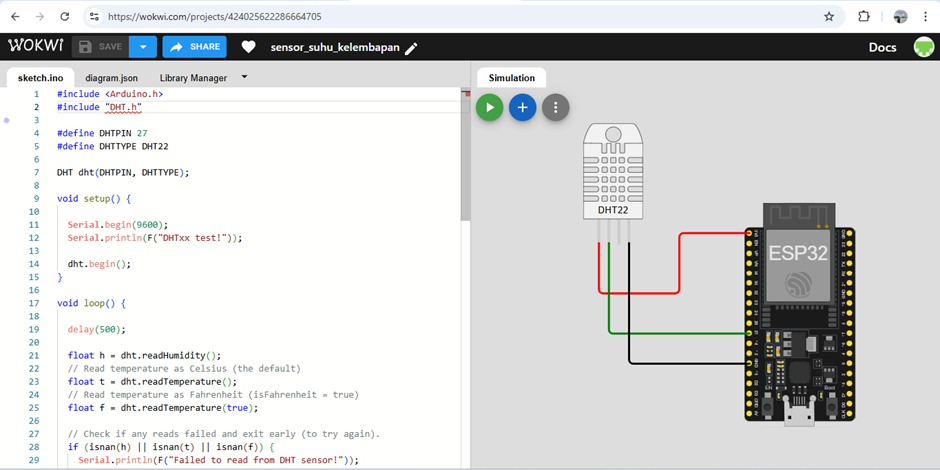 https://wokwi.com/projects/424025622286664705
WOKWI
SAVE
SHARE
sensor_suhu_kelembapan
Docs
sketch.ino
diagram.json
Library Manager
Simulation
1 #include <Arduino.h>
2 #include "DHT.h"
3
4 #define DHTPIN 27
5 #define DHTTYPE DHT22
6
7 DHT dht(DHTPIN, DHTTYPE);
8
9 void setup() {
10
11 Serial.begin(9600);
12 Serial.println(F("DHTxx test!"));
13
14 dht.begin();
15 }
16
17 void loop() {
18
19 delay(500);
20
21 float h = dht.readHumidity();
22 // Read temperature as Celsius (the default)
23 float t = dht.readTemperature();
24 // Read temperature as Fahrenheit (isFahrenheit = true)
25 float f = dht.readTemperature(true);
26
27 // Check if any reads failed and exit early (to try again).
28 if (isnan(h) || isnan(t) || isnan(f)) {
29 Serial.println(F("Failed to read from DHT sensor!"));
DHT22
ESP32
EN
Boot